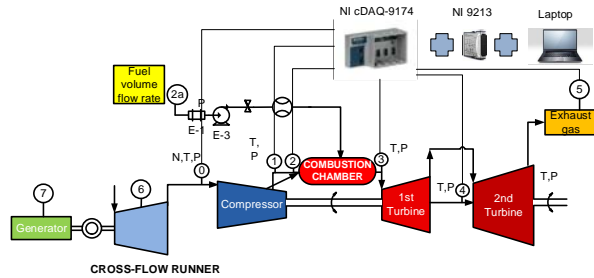 NI cDAQ-9174
NI 9213
Laptop
Fuel
volume
flow rate
2a
P
E-1
E-3
5
Exhaust
gas
T,
P
1
2
COMBUSTION
CHAMBER
3
T,P
N,T,P
0
T,P
4
T,P
7
6
Generator
Compressor
1st
Turbine
2nd
Turbine
CROSS-FLOW RUNNER